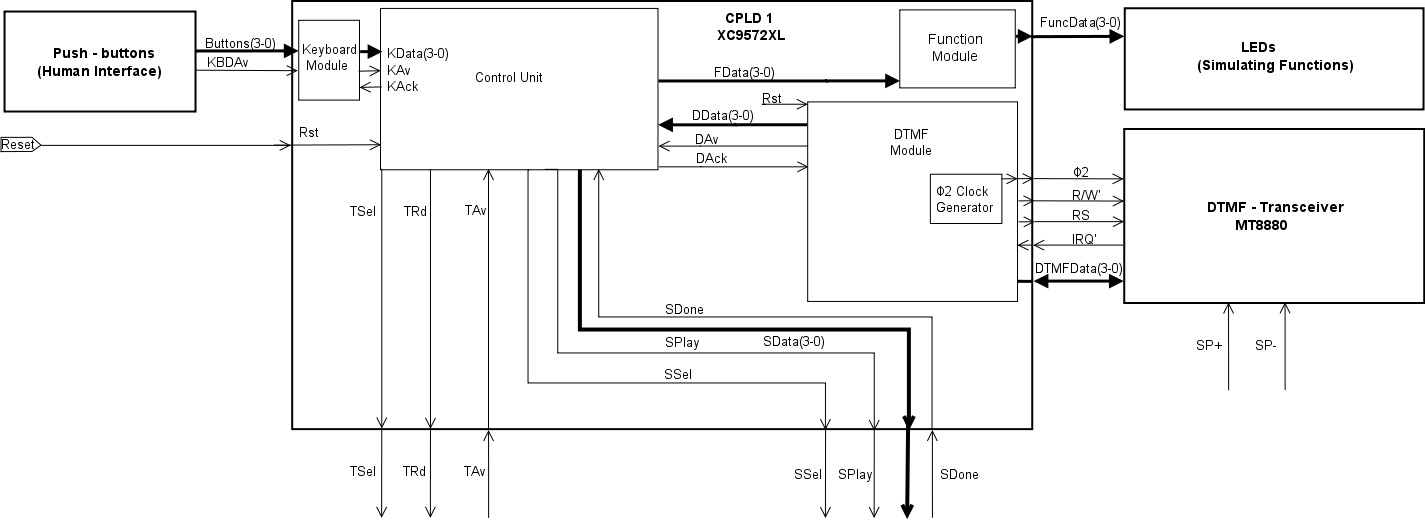 CPLD 1
XC9572XL
Push - buttons
(Human Interface)
Buttons(3-0)
KBDAv
Keyboard
Module
KData(3-0)
KAv
KAck
Control Unit
FData(3-0)
Function
Module
FuncData(3-0)
LEDs
(Simulating Functions)
Reset
Rst
Rst
DData(3-0)
DAv
DAck
DTMF
Module
Φ2 Clock
Generator
Φ2
R/W'
RS
IRQ'
DTMFData(3-0)
DTMF - Transceiver
MT8880
TSel
TRd
TAv
SDone
SPlay
SData(3-0)
SSel
SP+
SP-
TSel
TRd
TAv
SSel
SPlay
SDone